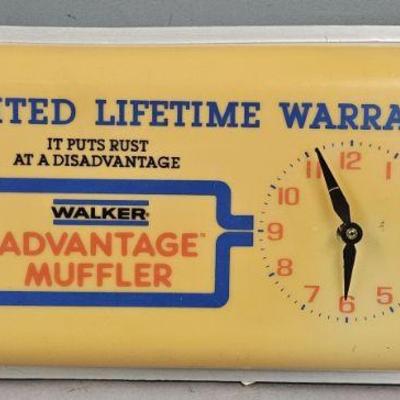 ITED LIFETIME WARRA
IT PUTS RUST
AT A DISADVANTAGE
WALKER®
ADVANTAGE™
MUFFLER
11 12 1
10
9
8
7 6 5